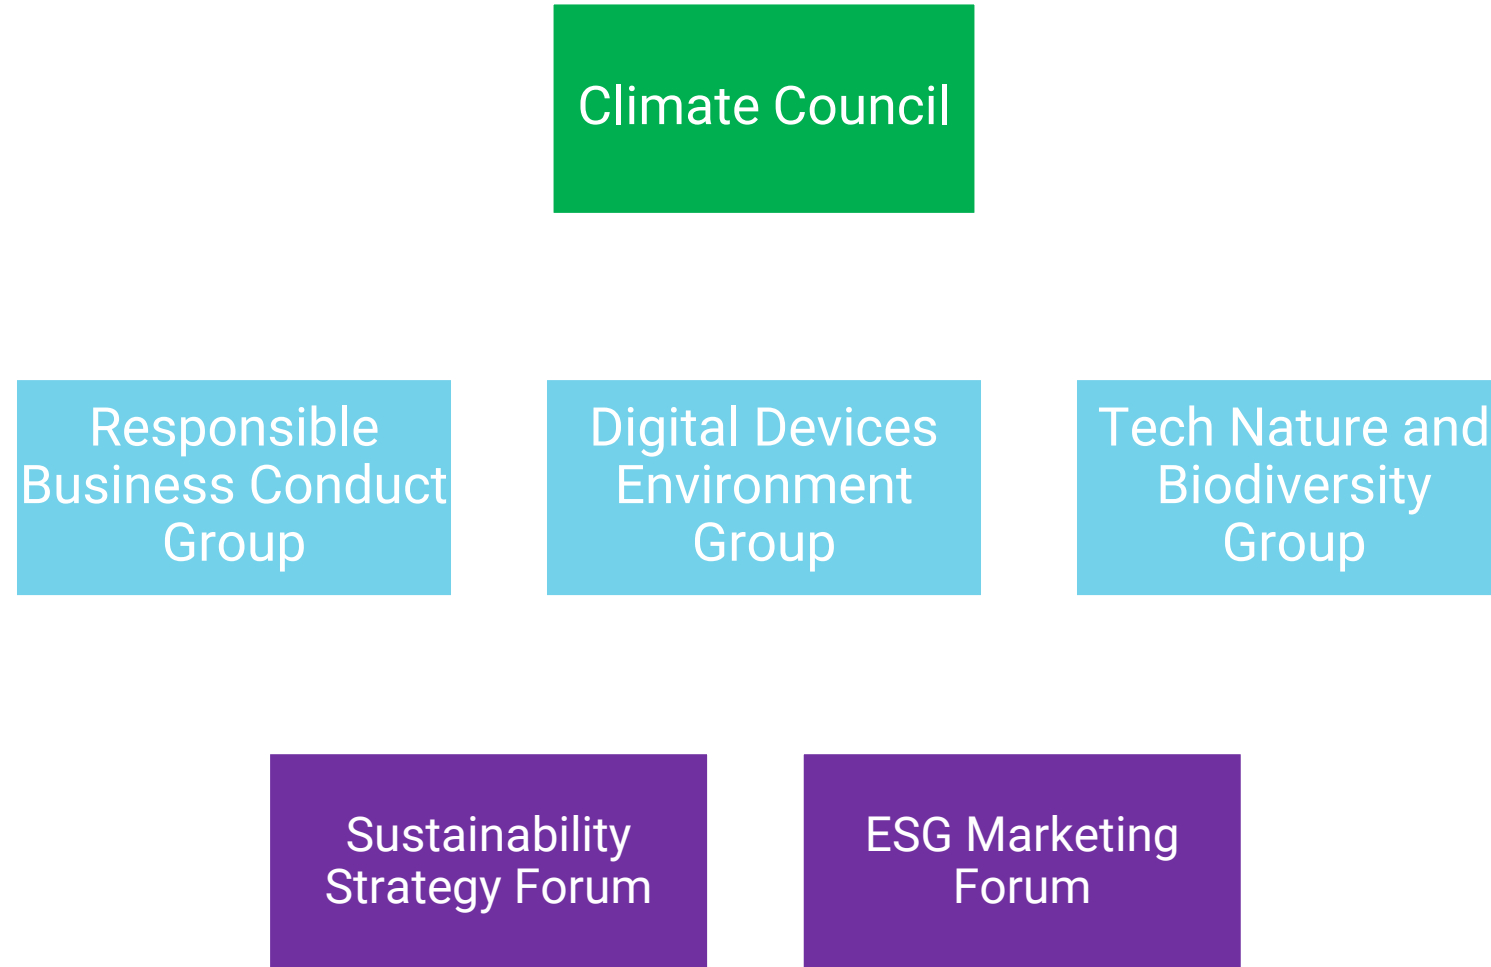 Climate Council
Responsible
Business Conduct
Group
Digital Devices
Environment
Group
Tech Nature and
Biodiversity
Group
Sustainability
Strategy Forum
ESG Marketing
Forum